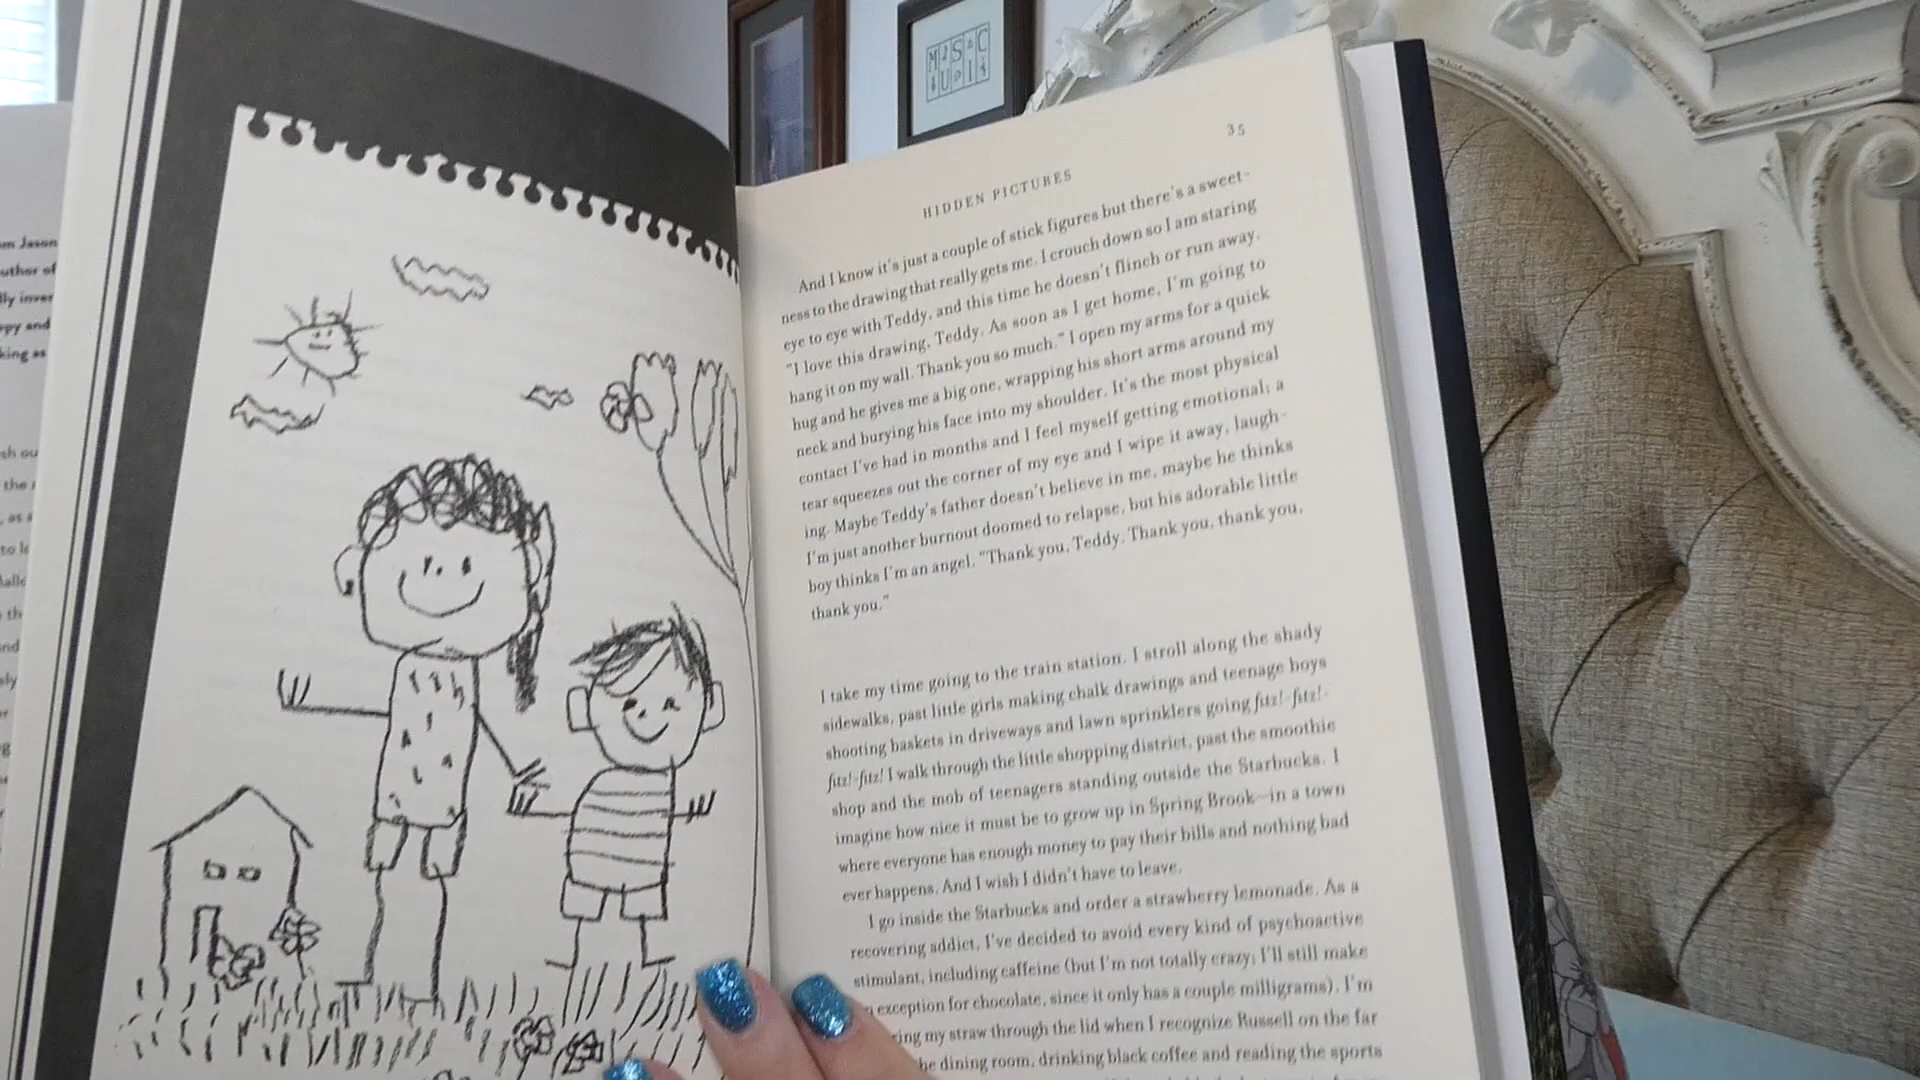 om Jason
uthor of
lly inver
ppy and
king as
M S C
U I
35
HIDDEN PICTURES
And I know it's just a couple of stick figures but there's a sweet-
ness to the drawing that really gets me. I crouch down so I am staring
eye to eye with Teddy, and this time he doesn't flinch or run away.
"I love this drawing, Teddy. As soon as I get home, I'm going to
hang it on my wall. Thank you so much." I open my arms for a quick
hug and he gives me a big one, wrapping his short arms around my
neck and burying his face into my shoulder. It's the most physical
contact I've had in months and I feel myself getting emotional; a
tear squeezes out the corner of my eye and I wipe it away, laugh-
ing. Maybe Teddy's father doesn't believe in me, maybe he thinks
I'm just another burnout doomed to relapse, but his adorable little
boy thinks I'm an angel. "Thank you, Teddy. Thank you, thank you,
thank you."
I take my time going to the train station. I stroll along the shady
sidewalks, past little girls making chalk drawings and teenage boys
shooting baskets in driveways and lawn sprinklers going fitz!-fitz!-
fitz!-fitz! I walk through the little shopping district, past the smoothie
shop and the mob of teenagers standing outside the Starbucks. I
imagine how nice it must be to grow up in Spring Brook—in a town
where everyone has enough money to pay their bills and nothing bad
ever happens. And I wish I didn't have to leave.
I go inside the Starbucks and order a strawberry lemonade. As a
recovering addict, I've decided to avoid every kind of psychoactive
stimulant, including caffeine (but I'm not totally crazy; I'll still make
n exception for chocolate, since it only has a couple milligrams). I'm
ring my straw through the lid when I recognize Russell on the far
he dining room, drinking black coffee and reading the sports